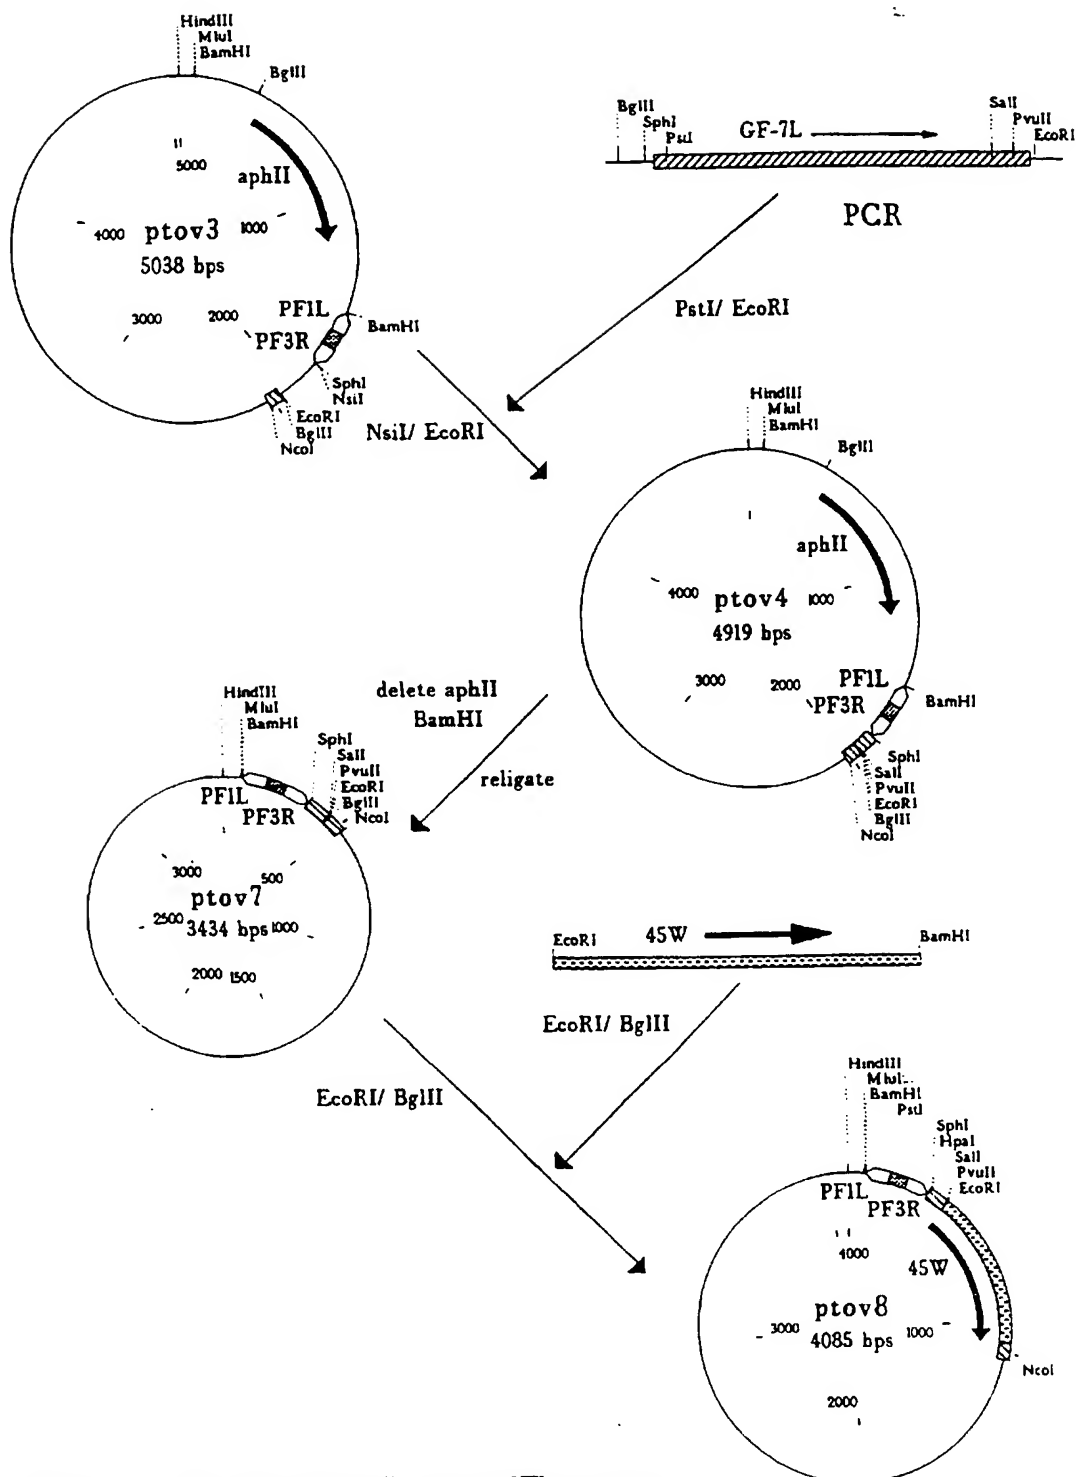 HindIII
MluI
BamHI
BglII
5000
aphII
4000
ptov3
1000
5038 bps
3000
2000
PF1L
PF3R
BamHI
SphI
NsiI
EcoRI
BglII
NcoI
BglII
SphI
PstI
GF-7L
SalI
PvuII
EcoRI
PCR
PstI/ EcoRI
NsiI/ EcoRI
HindIII
MluI
BamHI
BglII
aphII
4000
ptov4
1000
4919 bps
3000
2000
PF1L
PF3R
BamHI
SphI
SalI
PvuII
EcoRI
BglII
NcoI
delete aphII
BamHI
religate
HindIII
MluI
BamHI
SphI
SalI
PvuII
EcoRI
BglII
NcoI
PF1L
PF3R
3000
500
ptov7
2500
3434 bps
1000
2000
1500
EcoRI
45W
BamHI
EcoRI/ BglII
EcoRI/ BglII
HindIII
MluI
BamHI
PstI
SphI
HpaI
SalI
PvuII
EcoRI
PF1L
PF3R
4000
45W
ptov8
3000
1000
4085 bps
NcoI
2000